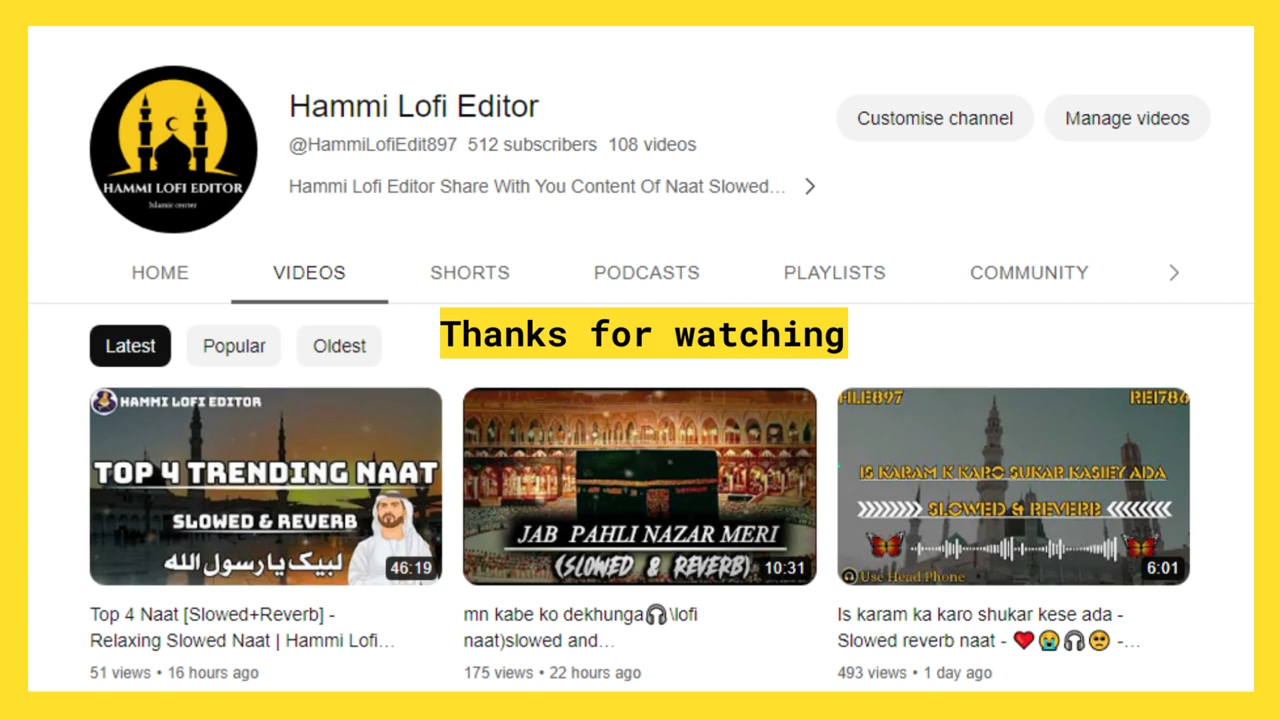 HAMMI LOFI EDITOR
Islamic center
Hammi Lofi Editor
@HammiLofiEdit897 512 subscribers 108 videos
Hammi Lofi Editor Share With You Content Of Naat Slowed...
Customise channel
Manage videos
HOME VIDEOS SHORTS PODCASTS PLAYLISTS COMMUNITY
Latest Popular Oldest
Thanks for watching
HAMMI LOFI EDITOR
TOP 4 TRENDING NAAT
SLOWED & REVERB
لبیک یا رسول الله
46:19
Top 4 Naat [Slowed+Reverb] -
Relaxing Slowed Naat | Hammi Lofi...
51 views • 16 hours ago
JAB PAHLI NAZAR MERI
(SLOWED & REVERB)
10:31
mn kabe ko dekhunga🎧\lofi
naat)slowed and...
175 views • 22 hours ago
REI786
IS KARAM K KARO SUKAR KASIEY ADA
SLOWED & REVERB
Use Head Phone
6:01
Is karam ka karo shukar kese ada -
Slowed reverb naat - ❤️😭🎧🥺 -...
493 views • 1 day ago